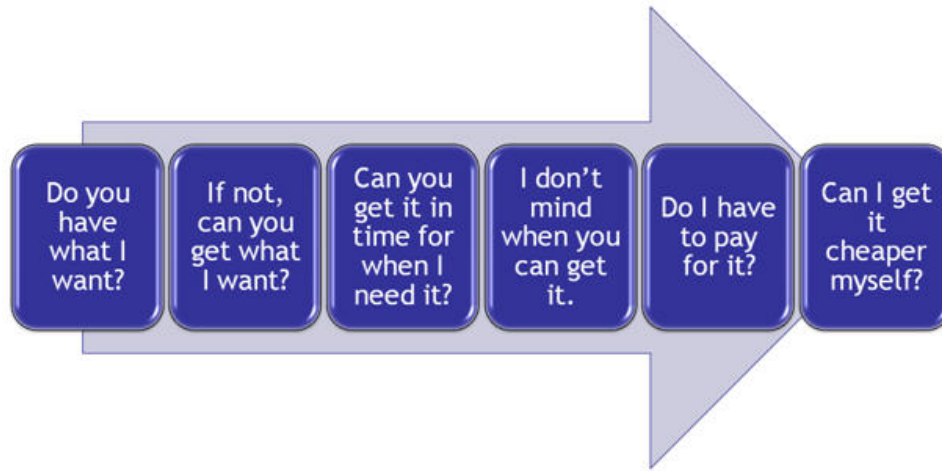 Do you
have
what I
want?
If not,
can you
get what
I want?
Can you
get it in
time for
when I
need it?
I don't
mind
when you
can get
it.
Do I have
to pay
for it?
Can I get
it
cheaper
myself?